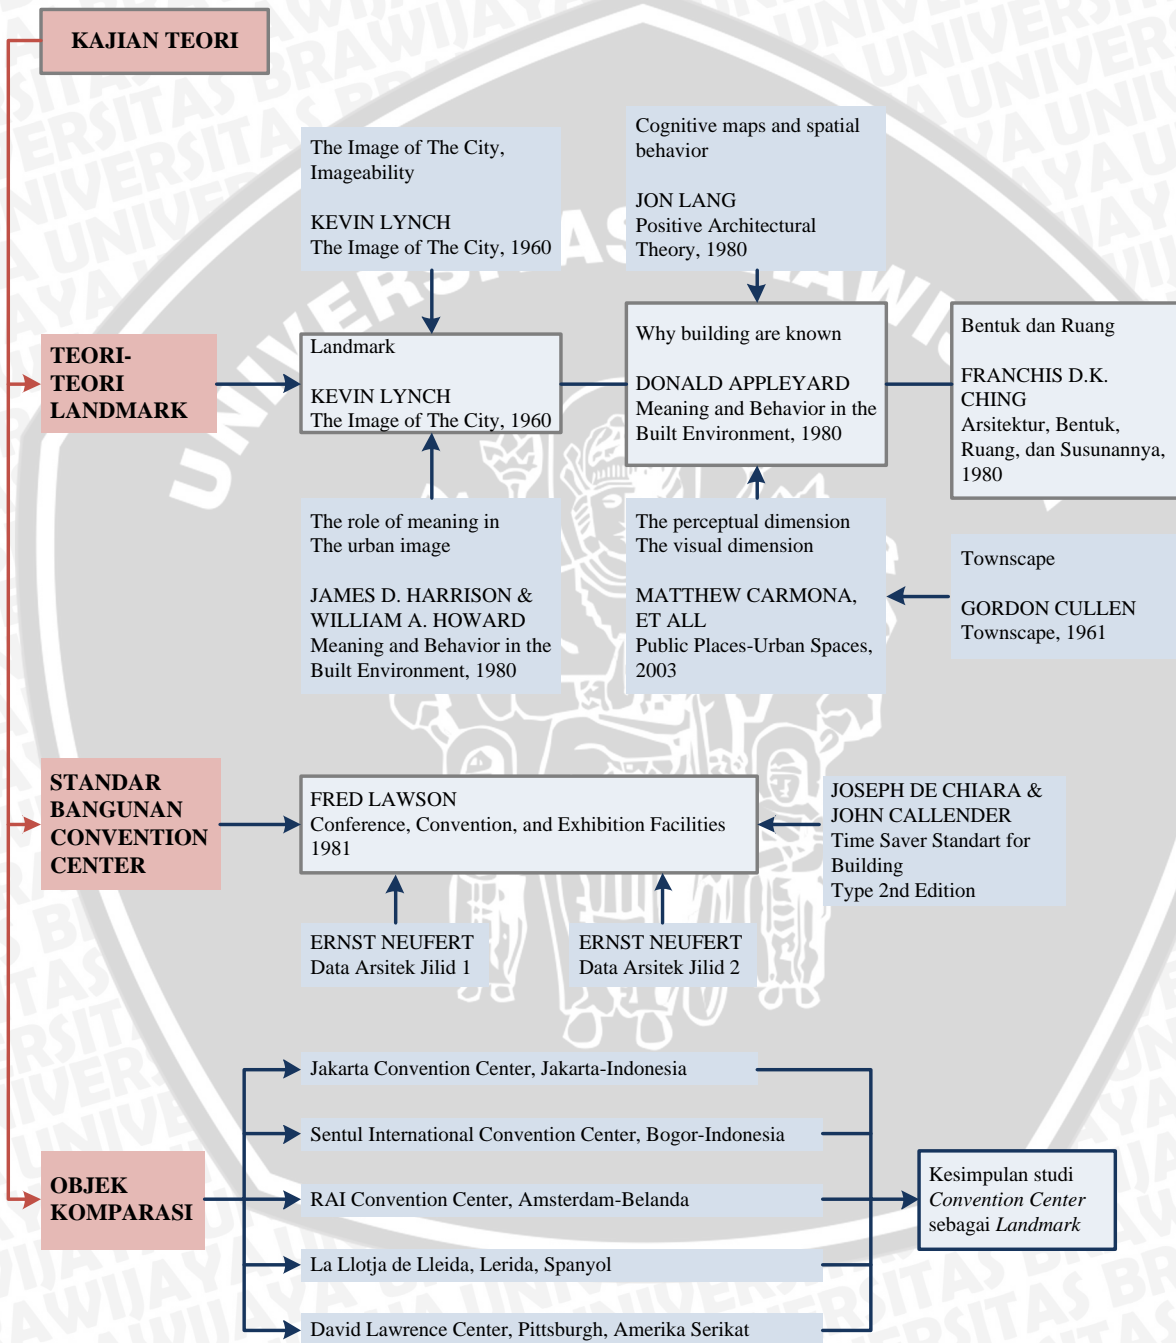 KAJIAN TEORI
The Image of The City,
Imageability
KEVIN LYNCH
The Image of The City, 1960
Cognitive maps and spatial
behavior
JON LANG
Positive Architectural
Theory, 1980
TEORI-
TEORI
LANDMARK
Landmark
KEVIN LYNCH
The Image of The City, 1960
Why building are known
DONALD APPLEYARD
Meaning and Behavior in the
Built Environment, 1980
Bentuk dan Ruang
FRANCHIS D.K.
CHING
Arsitektur, Bentuk,
Ruang, dan Susunannya,
1980
The role of meaning in
The urban image
JAMES D. HARRISON &
WILLIAM A. HOWARD
Meaning and Behavior in the
Built Environment, 1980
The perceptual dimension
The visual dimension
MATTHEW CARMONA,
ET ALL
Public Places-Urban Spaces,
2003
Townscape
GORDON CULLEN
Townscape, 1961
STANDAR
BANGUNAN
CONVENTION
CENTER
FRED LAWSON
Conference, Convention, and Exhibition Facilities
1981
JOSEPH DE CHIARA &
JOHN CALLENDER
Time Saver Standart for
Building
Type 2nd Edition
ERNST NEUFERT
Data Arsitek Jilid 1
ERNST NEUFERT
Data Arsitek Jilid 2
OBJEK
KOMPARASI
Jakarta Convention Center, Jakarta-Indonesia
Sentul International Convention Center, Bogor-Indonesia
RAI Convention Center, Amsterdam-Belanda
La Llotja de Lleida, Lerida, Spanyol
David Lawrence Center, Pittsburgh, Amerika Serikat
Kesimpulan studi
Convention Center
sebagai Landmark
UNIVERSITAS BRAWIJAYA